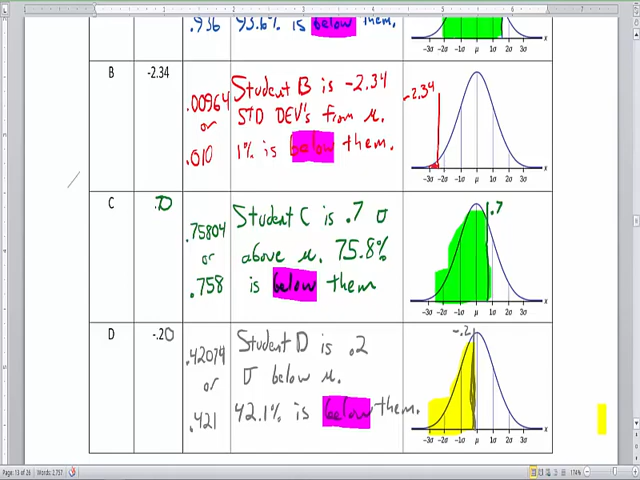 .936 93.6% is below them.
-3σ -2σ -1σ μ 1σ 2σ 3σ x
B -2.34
.00964 or .010
Student B is -2.34
STD DEV's from μ.
1% is below them.
-2.34
-3σ -2σ -1σ μ 1σ 2σ 3σ x
C .70
.75804 or .758
Student C is .7 σ
above μ. 75.8%
is below them
.7
-3σ -2σ -1σ μ 1σ 2σ 3σ x
D -.20
.42074 or .421
Student D is .2
σ below μ.
42.1% is below them.
-.2
-3σ -2σ -1σ μ 1σ 2σ 3σ x
Page: 13 of 26 Words: 2,757 174%